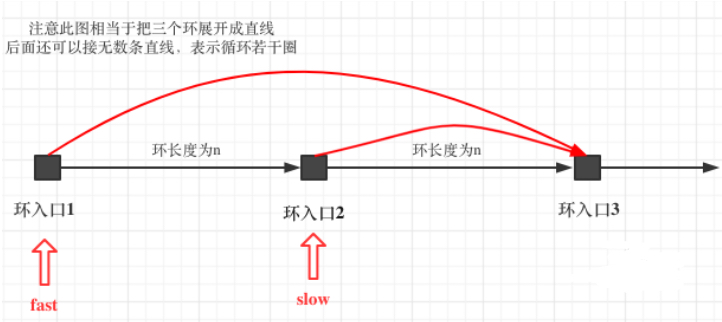 注意此图相当于把三个环展开成直线
后面还可以接无数条直线，表示循环若干圈
环长度为n
环长度为n
环入口1
环入口2
环入口3
fast
slow